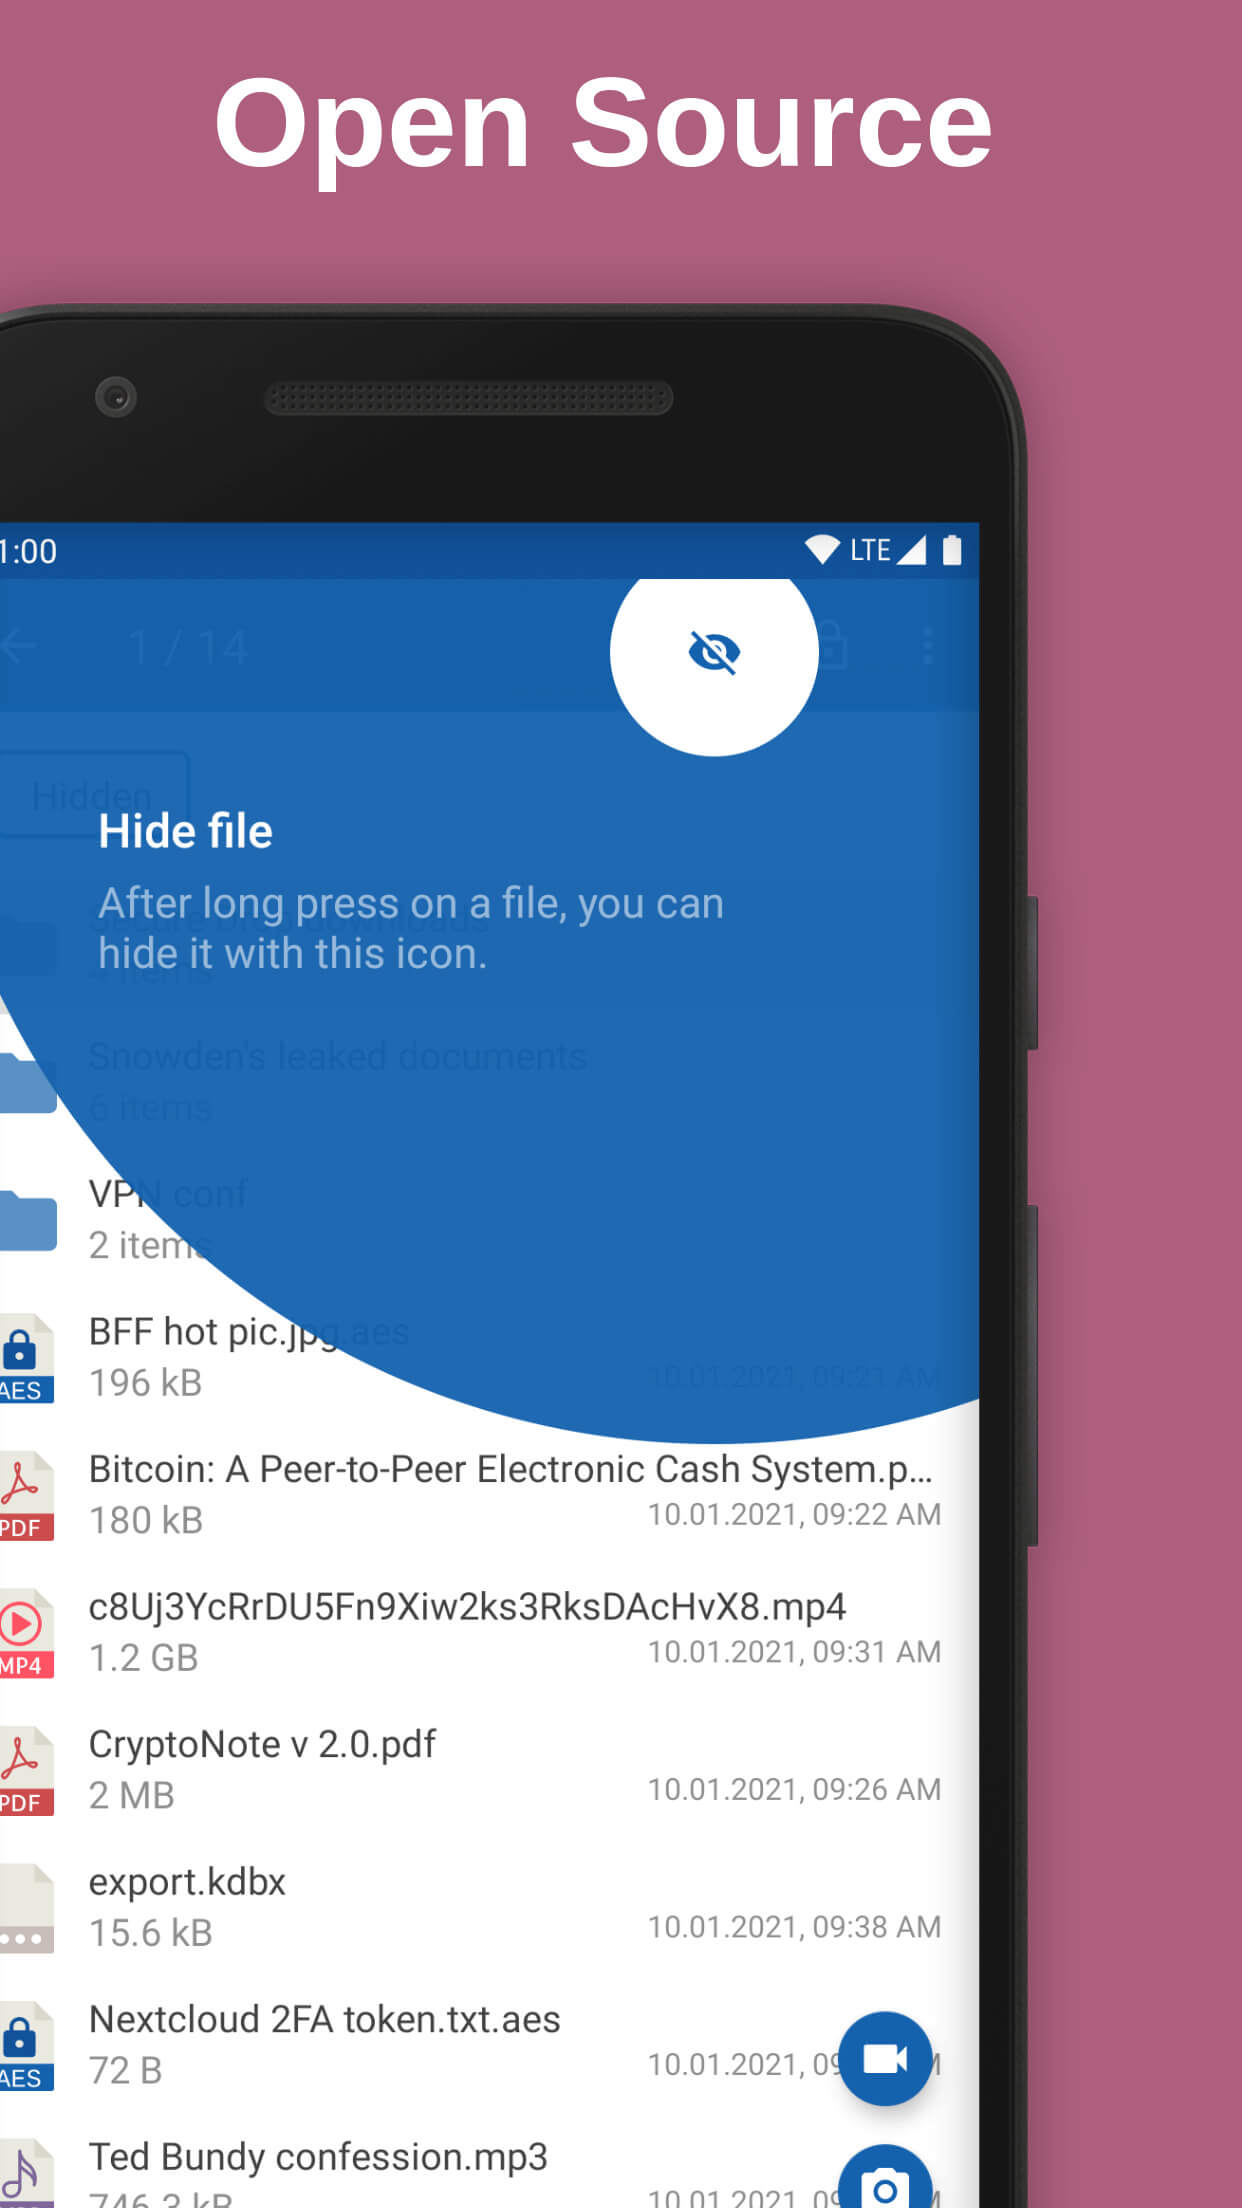 Open Source
1:00 LTE
1 / 14
Hidden
Hide file
After long press on a file, you can
hide it with this icon.
Snowden's leaked documents
6 items
VPN conf
2 items
BFF hot pic.jpg.aes
196 kB 10.01.2021, 09:21 AM
AES
Bitcoin: A Peer-to-Peer Electronic Cash System.p...
180 kB 10.01.2021, 09:22 AM
PDF
c8Uj3YcRrDU5Fn9Xiw2ks3RksDAcHvX8.mp4
1.2 GB 10.01.2021, 09:31 AM
MP4
CryptoNote v 2.0.pdf
2 MB 10.01.2021, 09:26 AM
PDF
export.kdbx
15.6 kB 10.01.2021, 09:38 AM
Nextcloud 2FA token.txt.aes
72 B 10.01.2021, 09
AES
Ted Bundy confession.mp3
746.3 kB 10.01.2021, 09